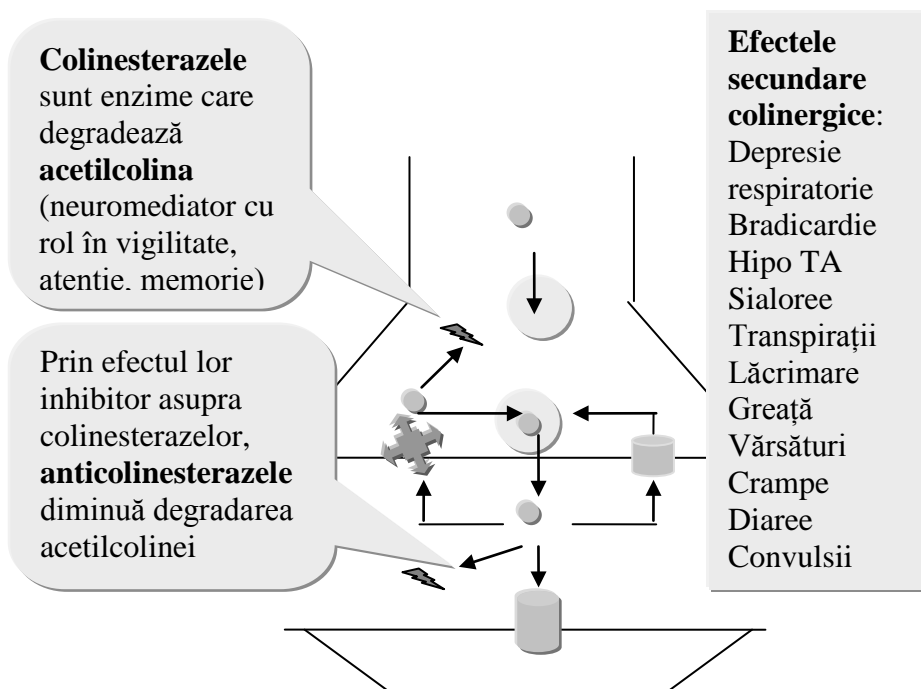 Colinesterazele
sunt enzime care
degradează
acetilcolina
(neuromediator cu
rol în vigilitate,
atenție, memorie)
Prin efectul lor
inhibitor asupra
colinesterazelor,
anticolinesterazele
diminuă degradarea
acetilcolinei
Efectele
secundare
colinergice:
Depresie
respiratorie
Bradicardie
Hipo TA
Sialoree
Transpirații
Lăcrimare
Greață
Vărsături
Crampe
Diaree
Convulsii